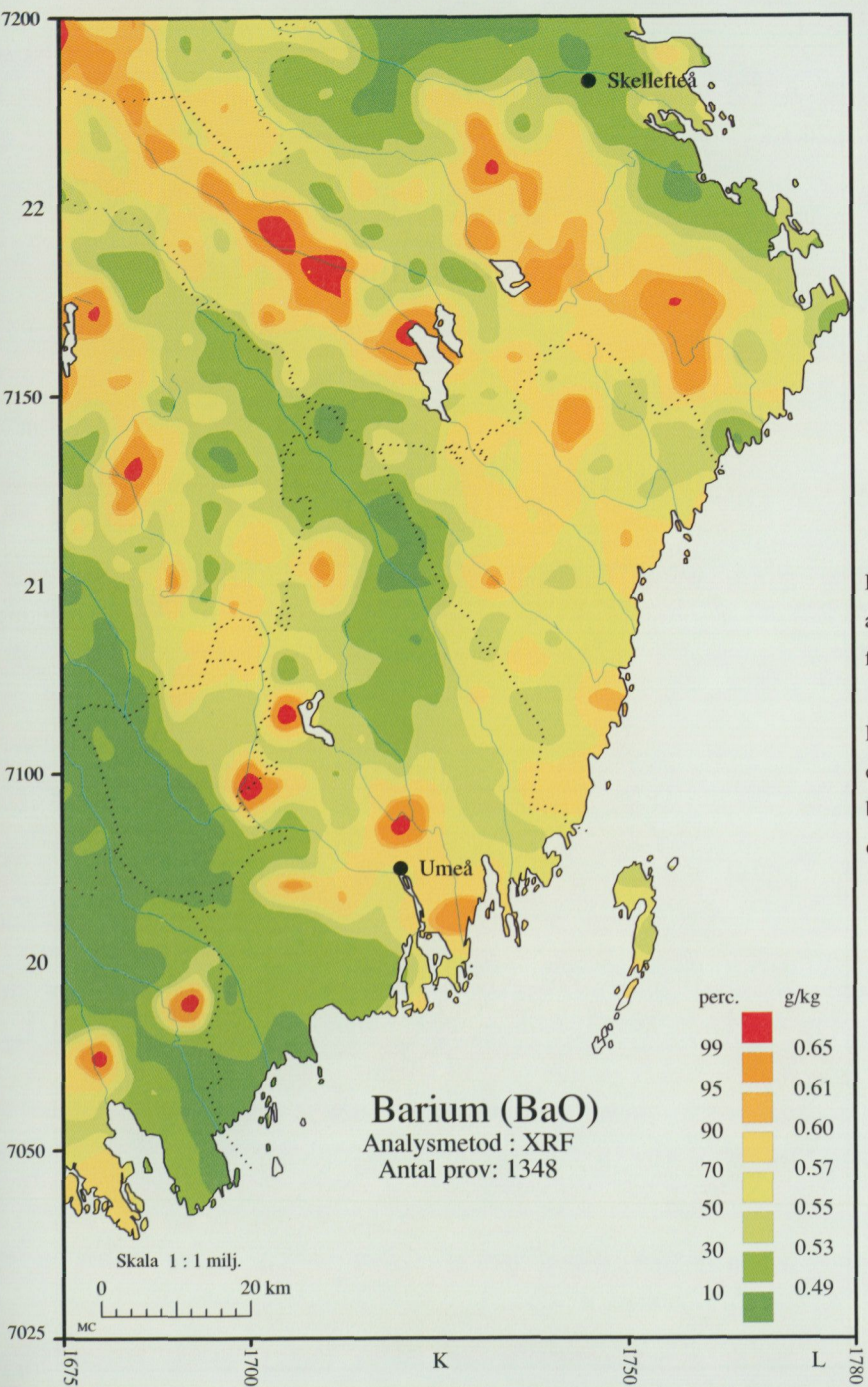 7200
Skellefteå
22
7150
21
7100
Umeå
20
perc. g/kg
99 0.65
95 0.61
90 0.60
70 0.57
50 0.55
30 0.53
10 0.49
Barium (BaO)
Analysmetod : XRF
Antal prov: 1348
7050
Skala 1 : 1 milj.
0 20 km
MC
7025
1675 1700 K 1750 L 1780